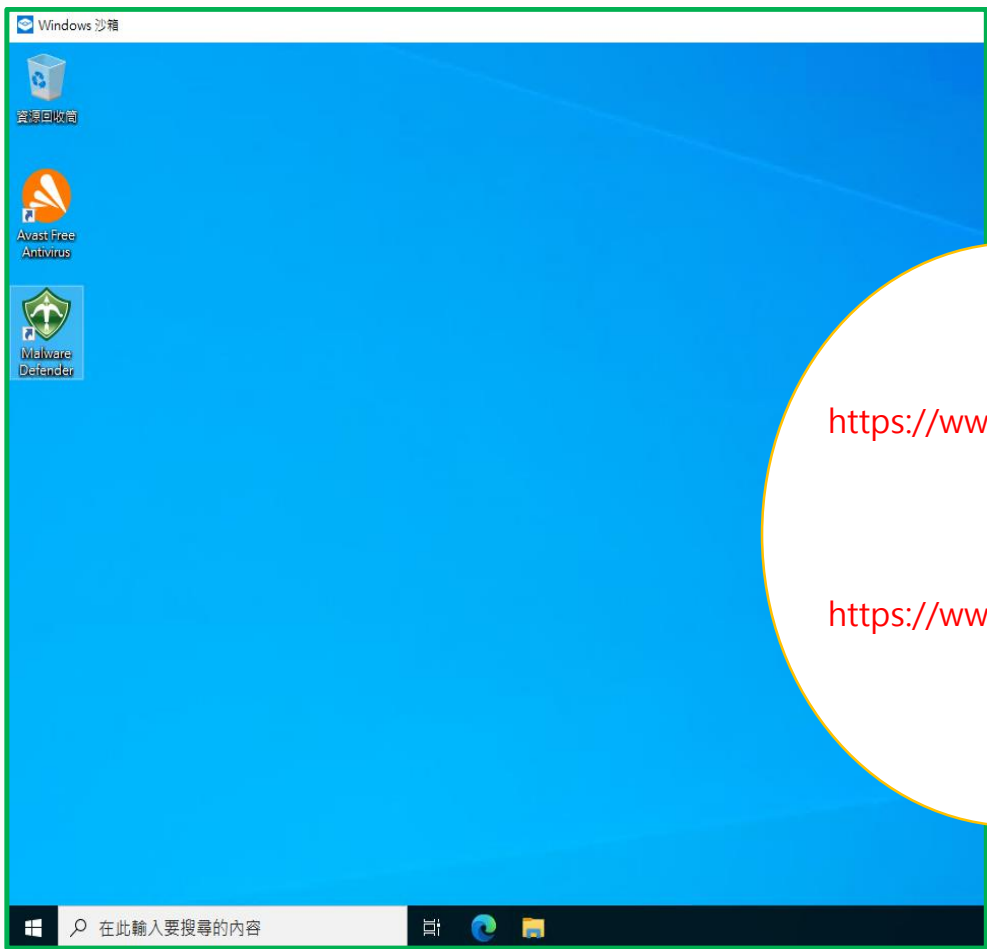 Windows 沙箱
資源回收筒
Avast Free
Antivirus
Malware
Defender
https://ww
https://ww
在此輸入要搜尋的內容